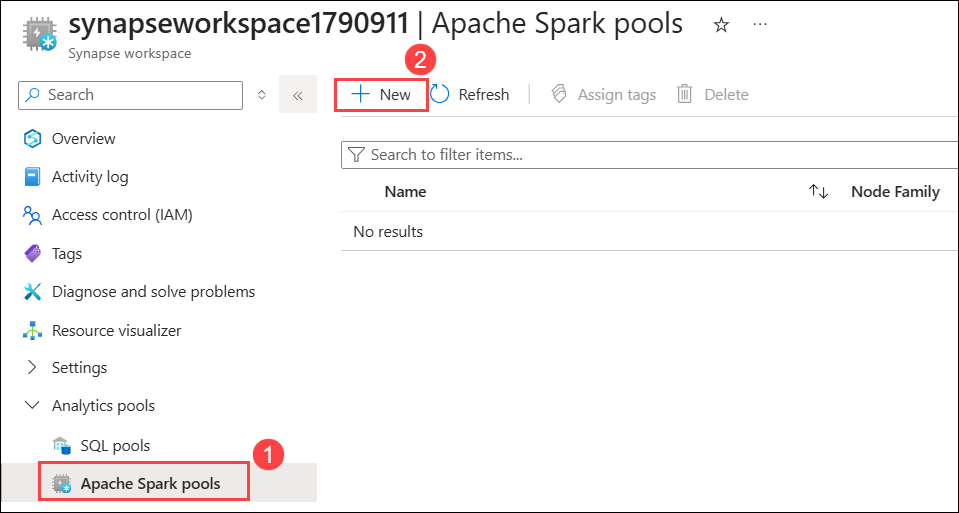 synapseworkspace1790911 | Apache Spark pools
Synapse workspace
2
Search
New
Refresh
Assign tags
Delete
Overview
Activity log
Access control (IAM)
Tags
Diagnose and solve problems
Resource visualizer
Settings
Analytics pools
SQL pools
1
Apache Spark pools
Search to filter items...
Name
Node Family
No results